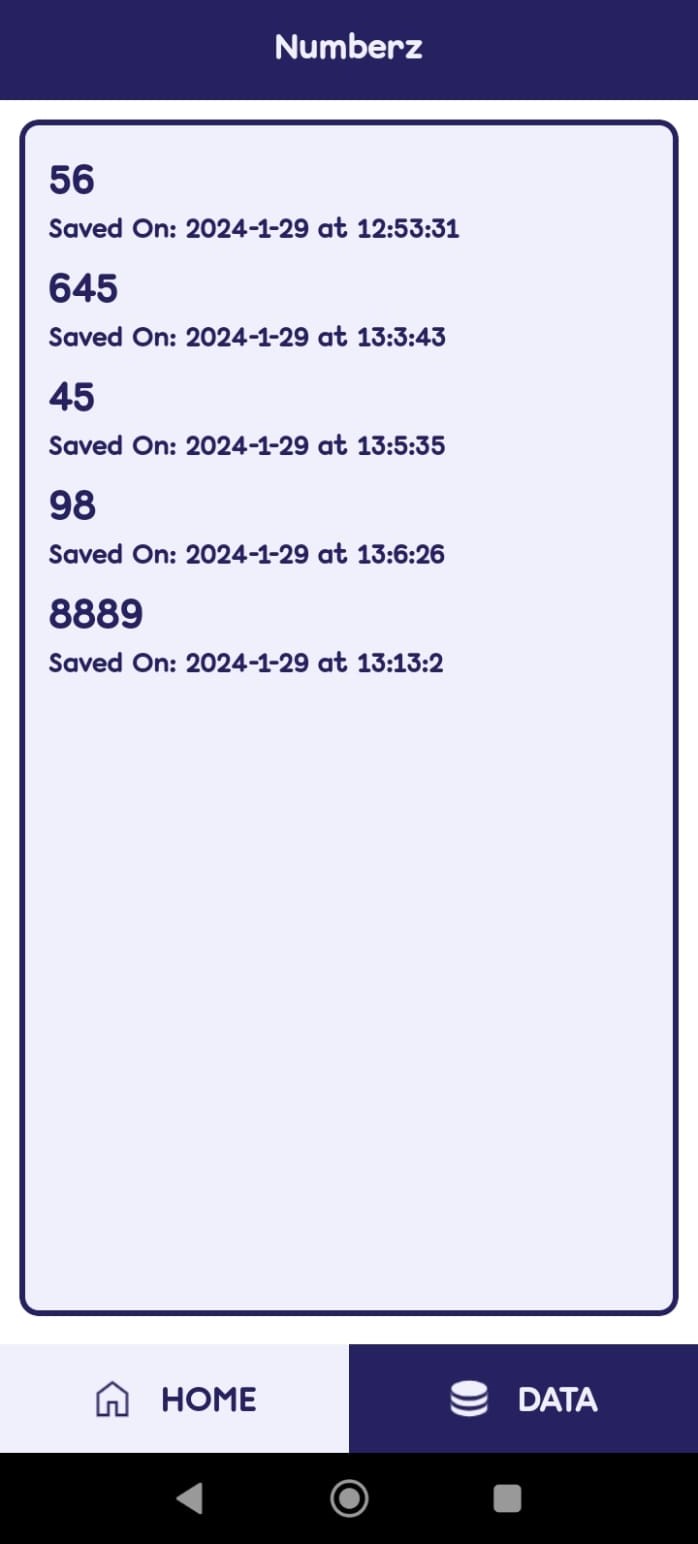 Numberz
56
Saved On: 2024-1-29 at 12:53:31
645
Saved On: 2024-1-29 at 13:3:43
45
Saved On: 2024-1-29 at 13:5:35
98
Saved On: 2024-1-29 at 13:6:26
8889
Saved On: 2024-1-29 at 13:13:2
HOME
DATA